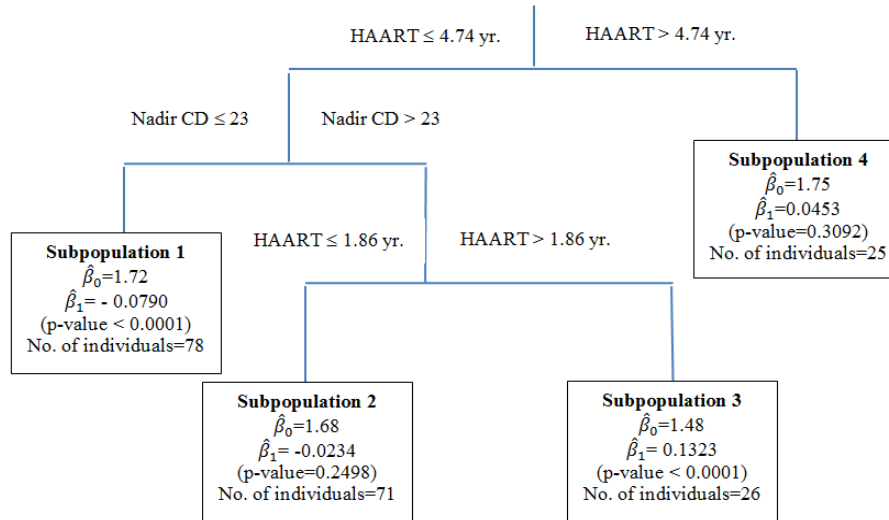 HAART ≤ 4.74 yr.
HAART > 4.74 yr.
Nadir CD ≤ 23
Nadir CD > 23
Subpopulation 4
β̂₀=1.75
β̂₁=0.0453
(p-value=0.3092)
No. of individuals=25
HAART ≤ 1.86 yr.
HAART > 1.86 yr.
Subpopulation 1
β̂₀=1.72
β̂₁= - 0.0790
(p-value < 0.0001)
No. of individuals=78
Subpopulation 2
β̂₀=1.68
β̂₁= -0.0234
(p-value=0.2498)
No. of individuals=71
Subpopulation 3
β̂₀=1.48
β̂₁= 0.1323
(p-value < 0.0001)
No. of individuals=26